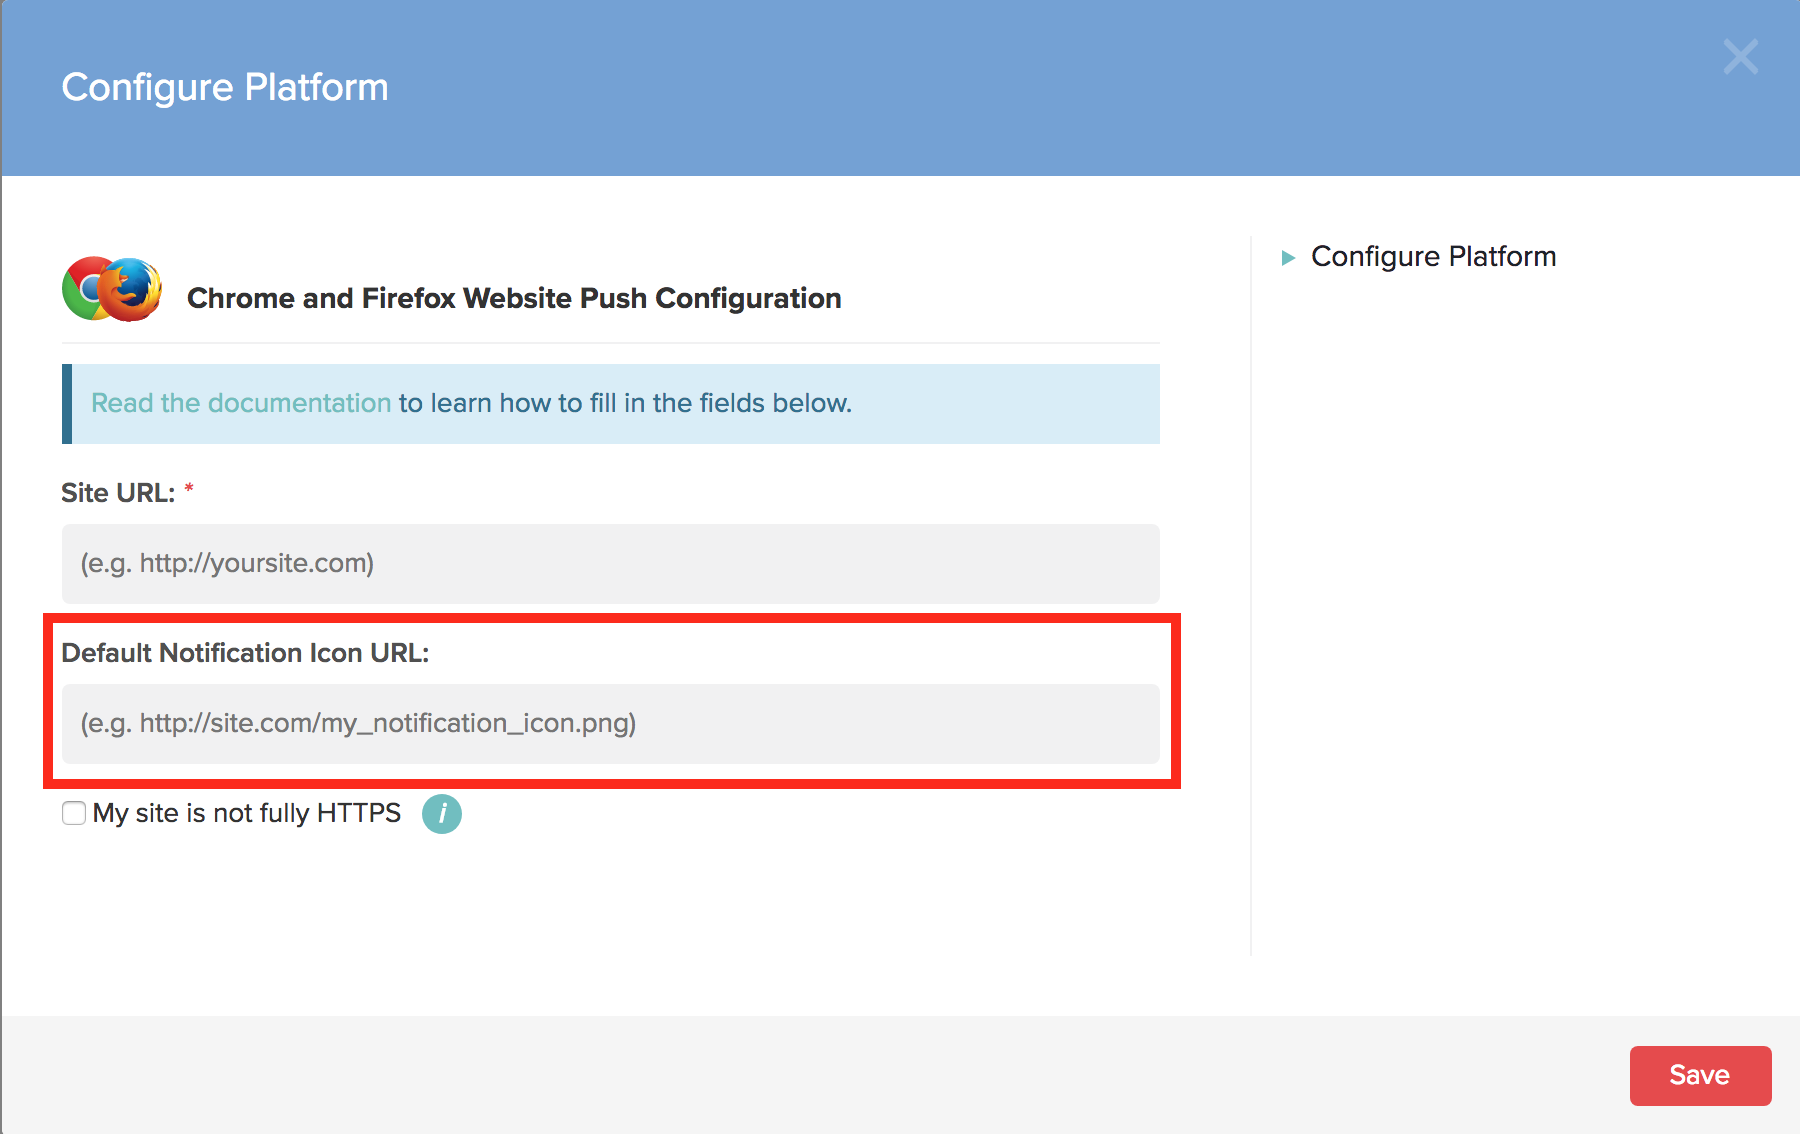 Configure Platform
Chrome and Firefox Website Push Configuration
Read the documentation to learn how to fill in the fields below.
Site URL: *
(e.g. http://yoursite.com)
Default Notification Icon URL:
(e.g. http://site.com/my_notification_icon.png)
My site is not fully HTTPS i
Configure Platform
Save